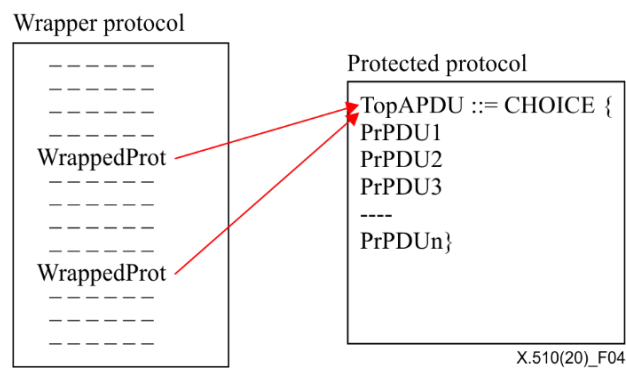 Wrapper protocol
WrappedProt
WrappedProt
Protected protocol
TopAPDU ::= CHOICE {
PrPDU1
PrPDU2
PrPDU3
----
PrPDUn}
X.510(20)_F04